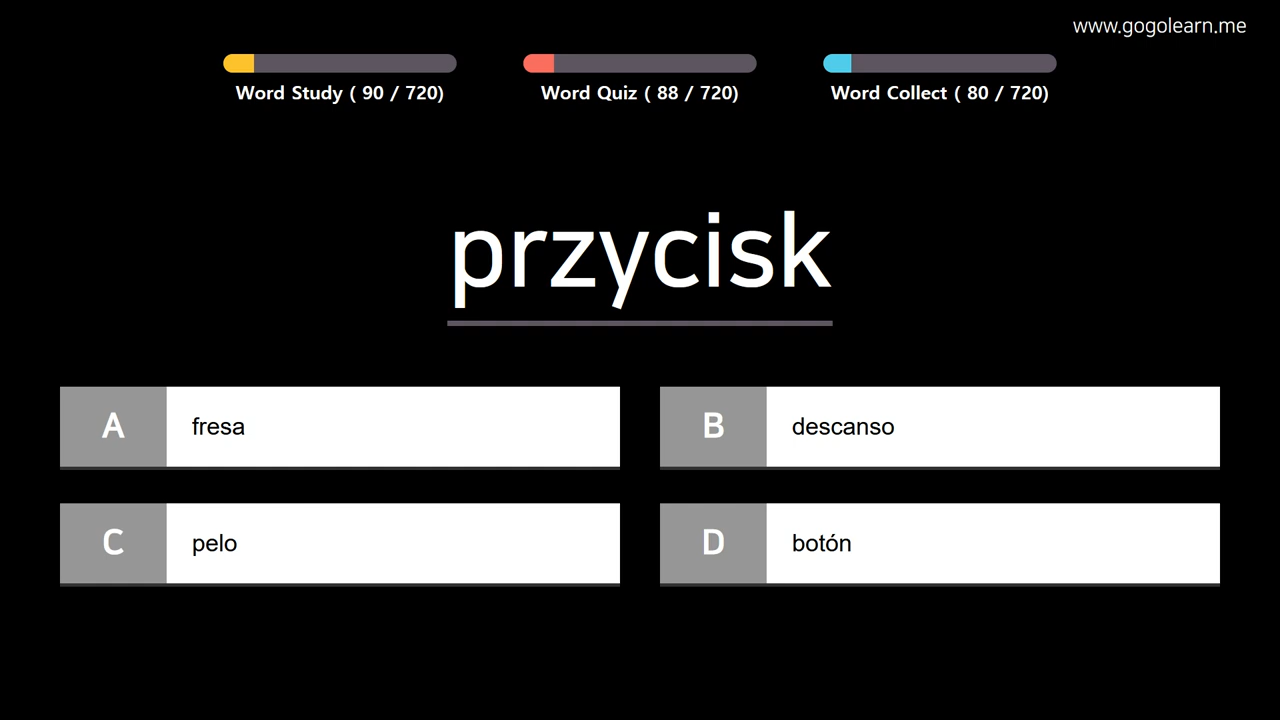 www.gogolearn.me
Word Study ( 90 / 720)
Word Quiz ( 88 / 720)
Word Collect ( 80 / 720)
przycisk
A fresa
B descanso
C pelo
D botón